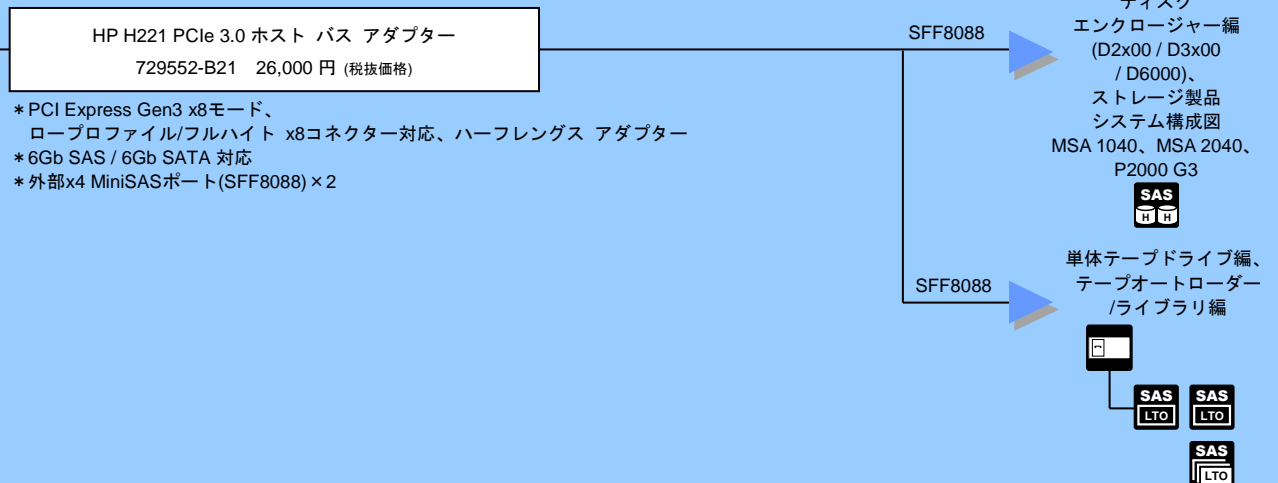 HP H221 PCIe 3.0 ホスト バス アダプター
729552-B21 26,000 円 (税抜価格)
＊PCI Express Gen3 x8モード、
ロープロファイル/フルハイト x8コネクター対応、ハーフレングス アダプター
＊6Gb SAS / 6Gb SATA 対応
＊外部x4 MiniSASポート(SFF8088)×2
SFF8088
ディスク
エンクロージャー編
(D2x00 / D3x00
/ D6000)、
ストレージ製品
システム構成図
MSA 1040、MSA 2040、
P2000 G3
SAS
H H
SFF8088
単体テープドライブ編、
テープオートローダー
/ライブラリ編
SAS
LTO
SAS
LTO
SAS
LTO